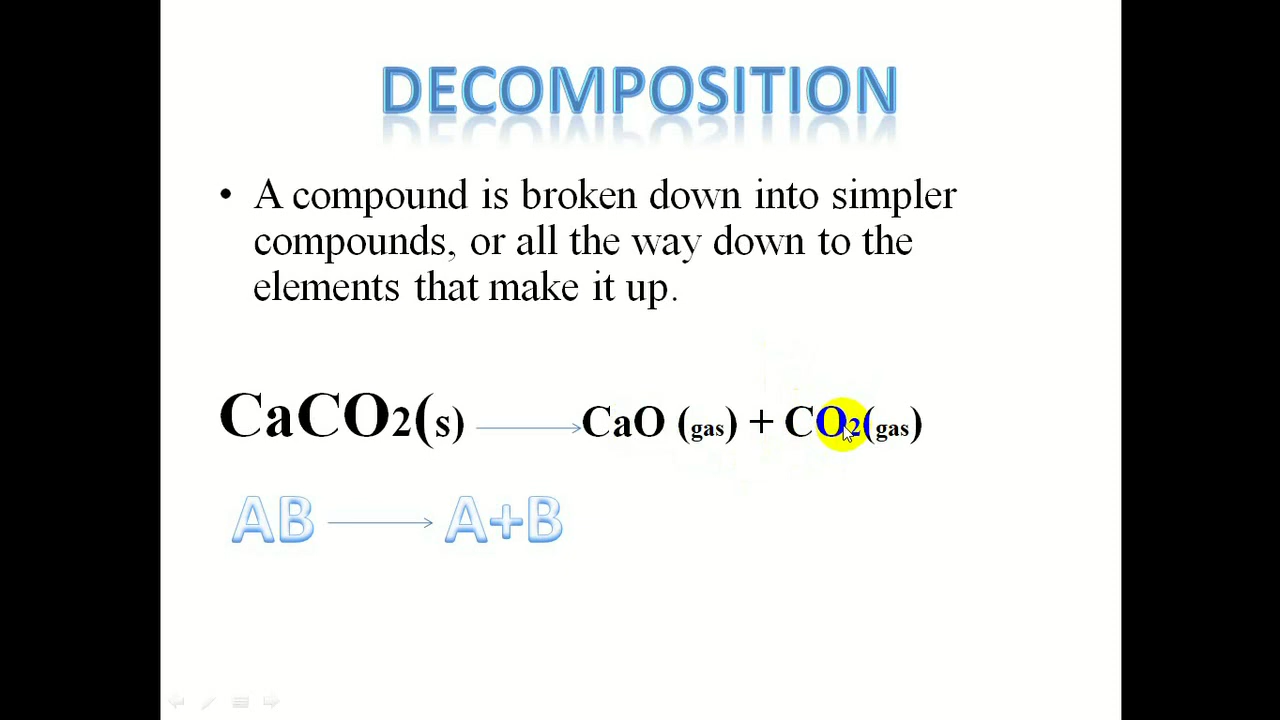 DECOMPOSITION
• A compound is broken down into simpler
compounds, or all the way down to the
elements that make it up.
CaCO2(s) ⟶ CaO (gas) + CO2(gas)
AB ⟶ A+B